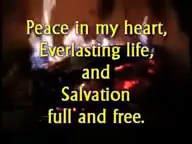 Peace in my heart,
Everlasting life,
and
Salvation
full and free.